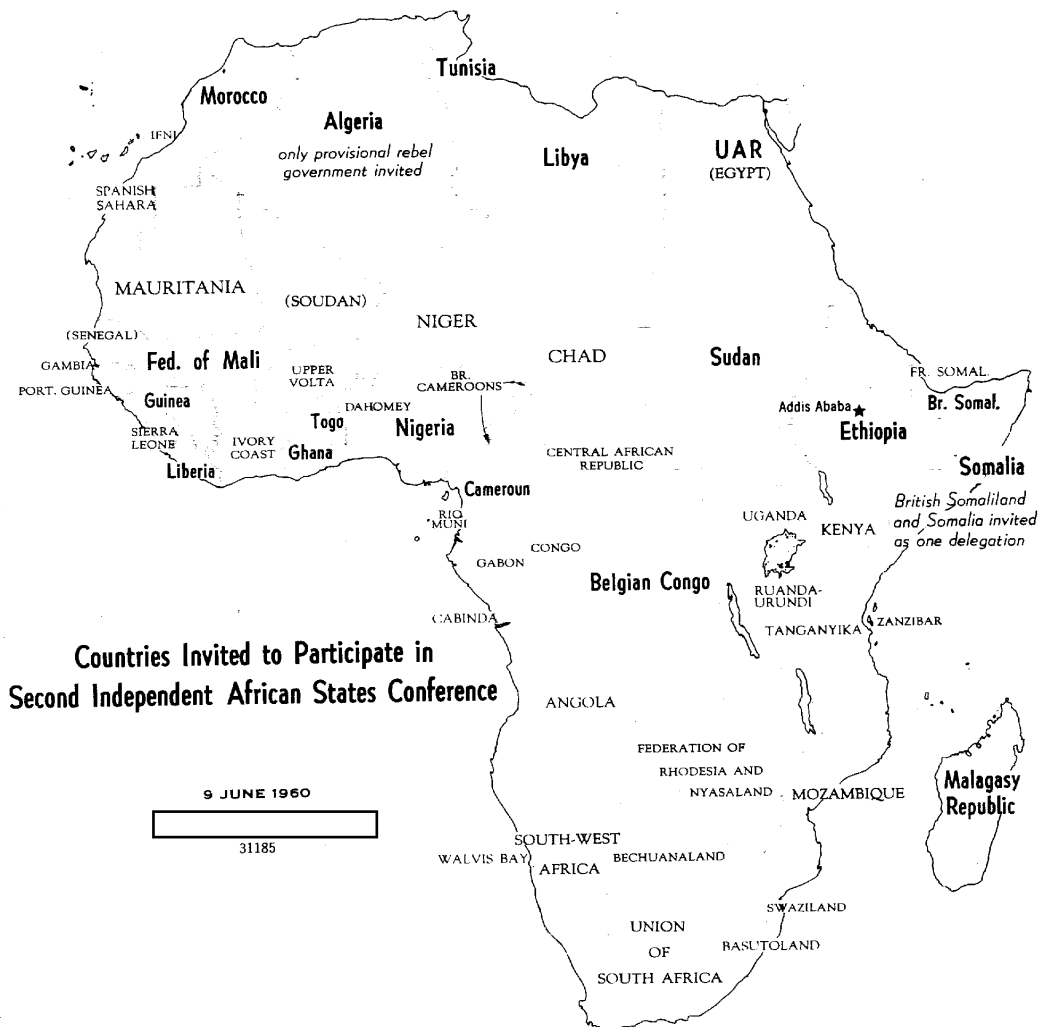 Tunisia
Morocco
Algeria
only provisional rebel
government invited
IFNI
Libya
UAR
(EGYPT)
SPANISH
SAHARA
MAURITANIA
(SOUDAN)
NIGER
(SENEGAL)
Fed. of Mali
CHAD
Sudan
GAMBIA
UPPER
VOLTA
BR.
CAMEROONS
FR. SOMAL.
PORT. GUINEA
Guinea
DAHOMEY
Togo
Nigeria
Addis Ababa
Br. Somal.
Ethiopia
SIERRA
LEONE
IVORY
COAST
Ghana
Liberia
CENTRAL AFRICAN
REPUBLIC
Somalia
Cameroun
British Somaliland
and Somalia invited
as one delegation
RIO
MUNI
UGANDA
KENYA
GABON
CONGO
Belgian Congo
RUANDA-
URUNDI
CABINDA
TANGANYIKA
ZANZIBAR
Countries Invited to Participate in
Second Independent African States Conference
ANGOLA
FEDERATION OF
RHODESIA AND
NYASALAND
MOZAMBIQUE
Malagasy
Republic
9 JUNE 1960
31185
SOUTH-WEST
AFRICA
WALVIS BAY
BECHUANALAND
SWAZILAND
UNION
OF
SOUTH AFRICA
BASUTOLAND